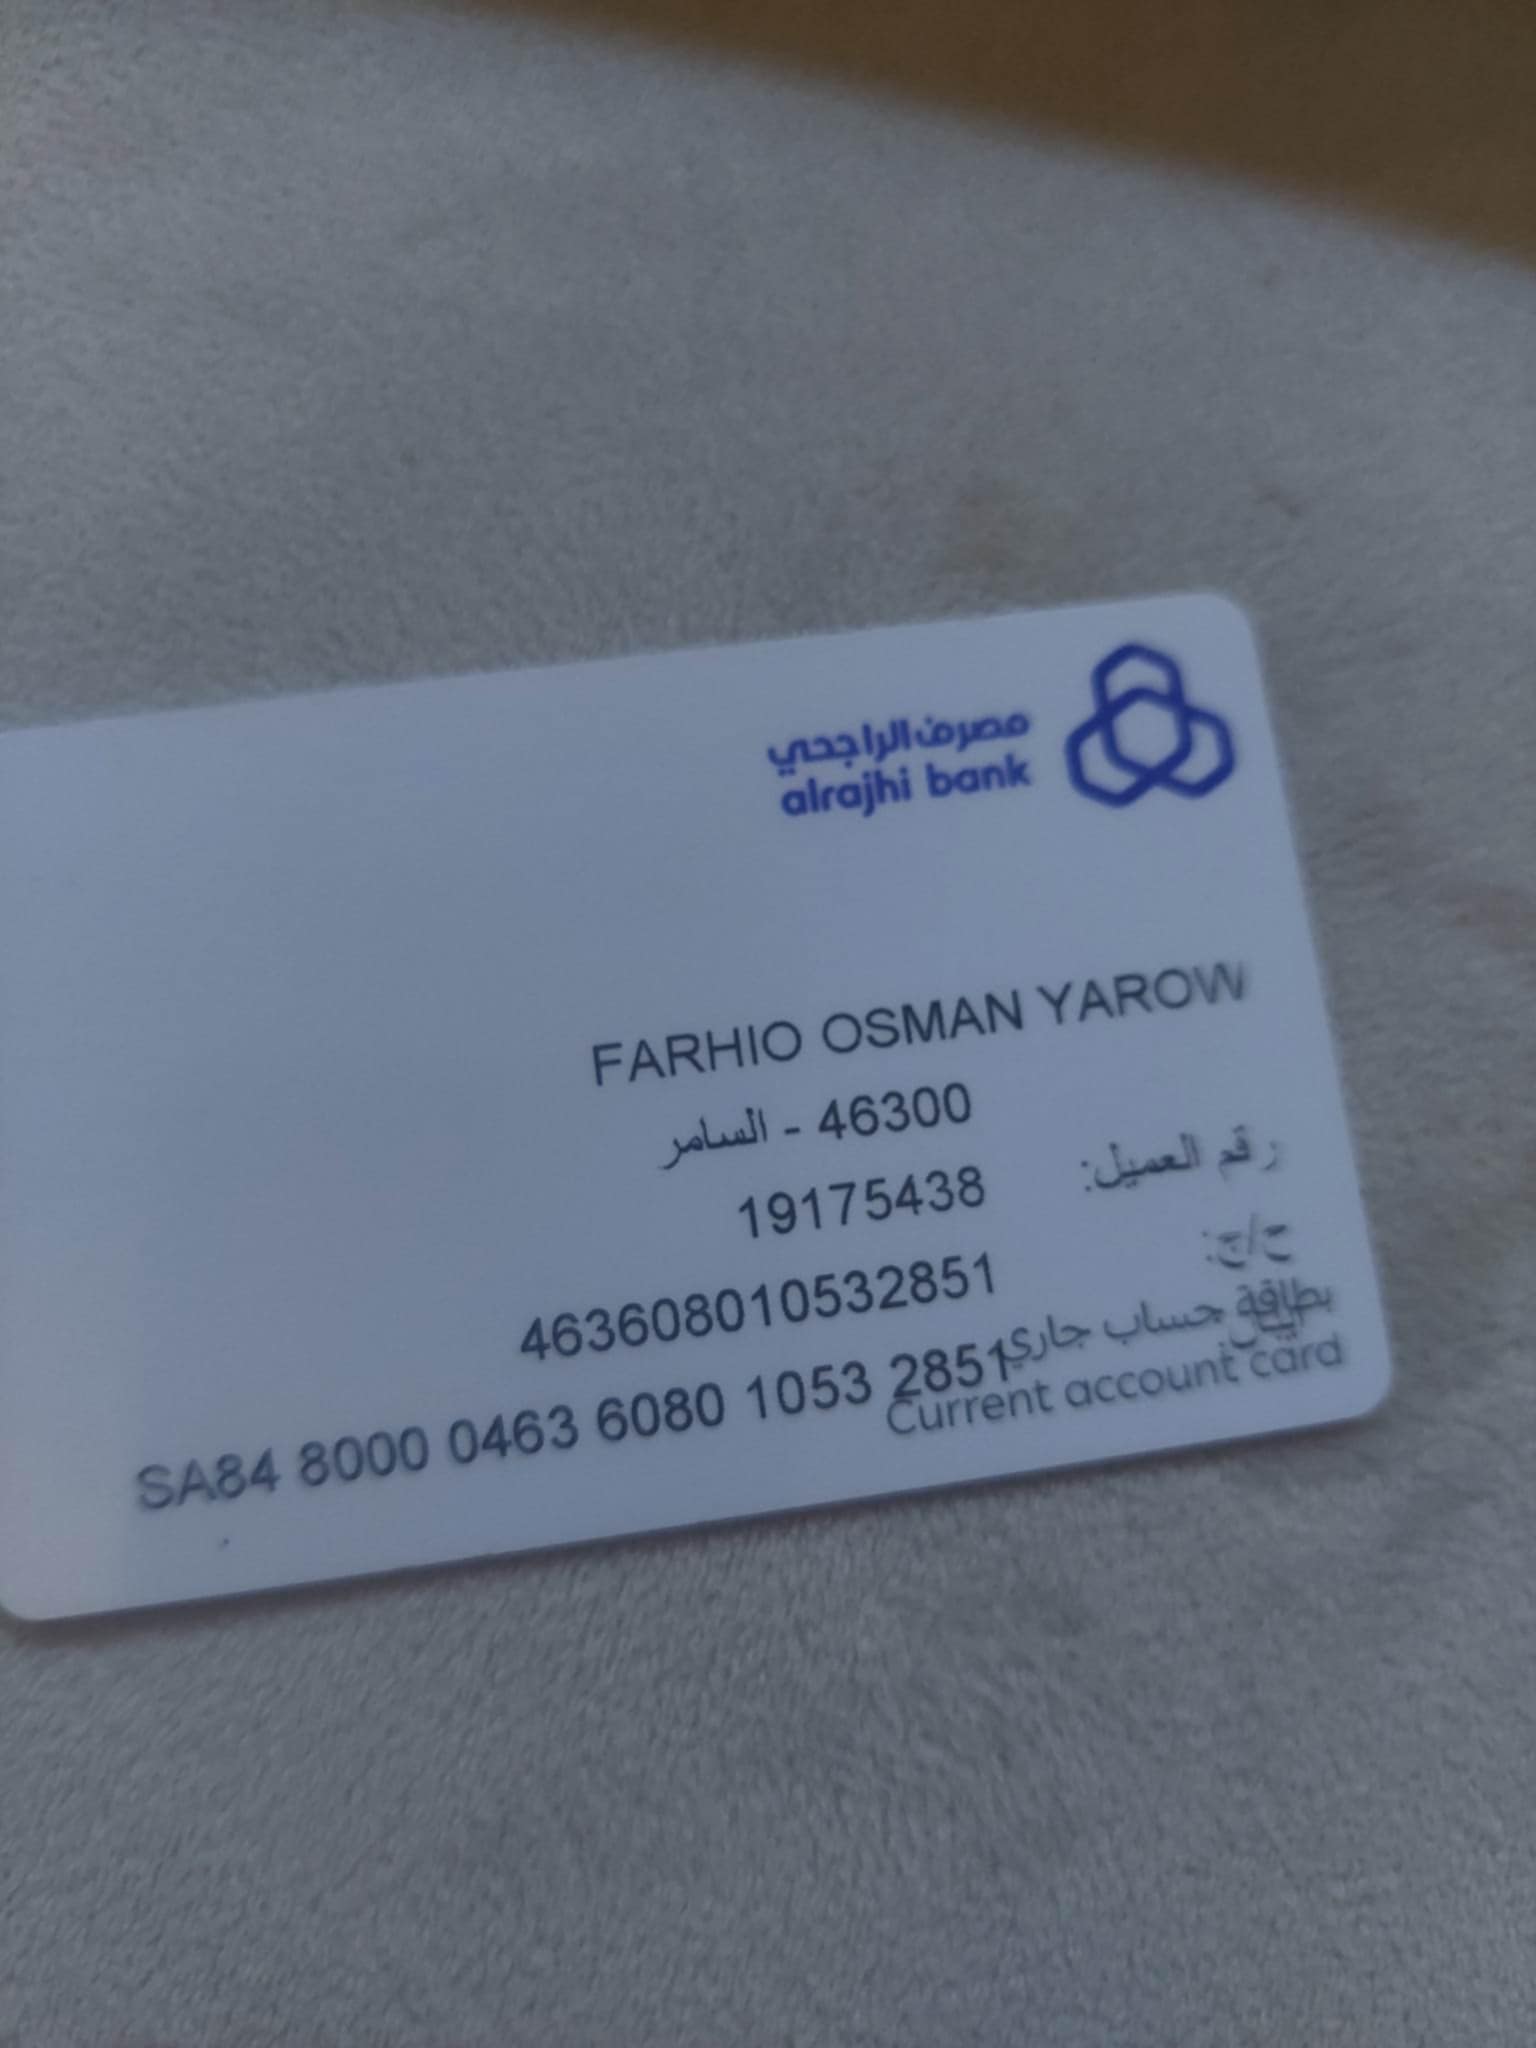 مصرف الراجحي
alrajhi bank
FARHIO OSMAN YAROW
46300 - السامر
رقم العميل: 19175438
ح/ج: 463608010532851
SA84 8000 0463 6080 1053 2851
بطاقة حساب جاري
Current account card